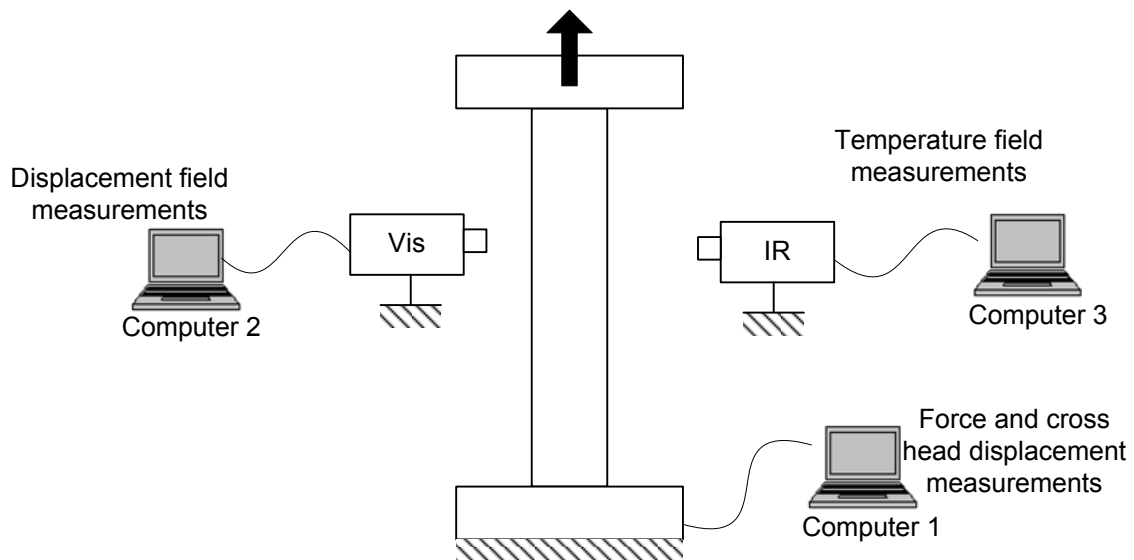 Displacement field
measurements
Computer 2
Vis
Temperature field
measurements
IR
Computer 3
Force and cross
head displacement
measurements
Computer 1